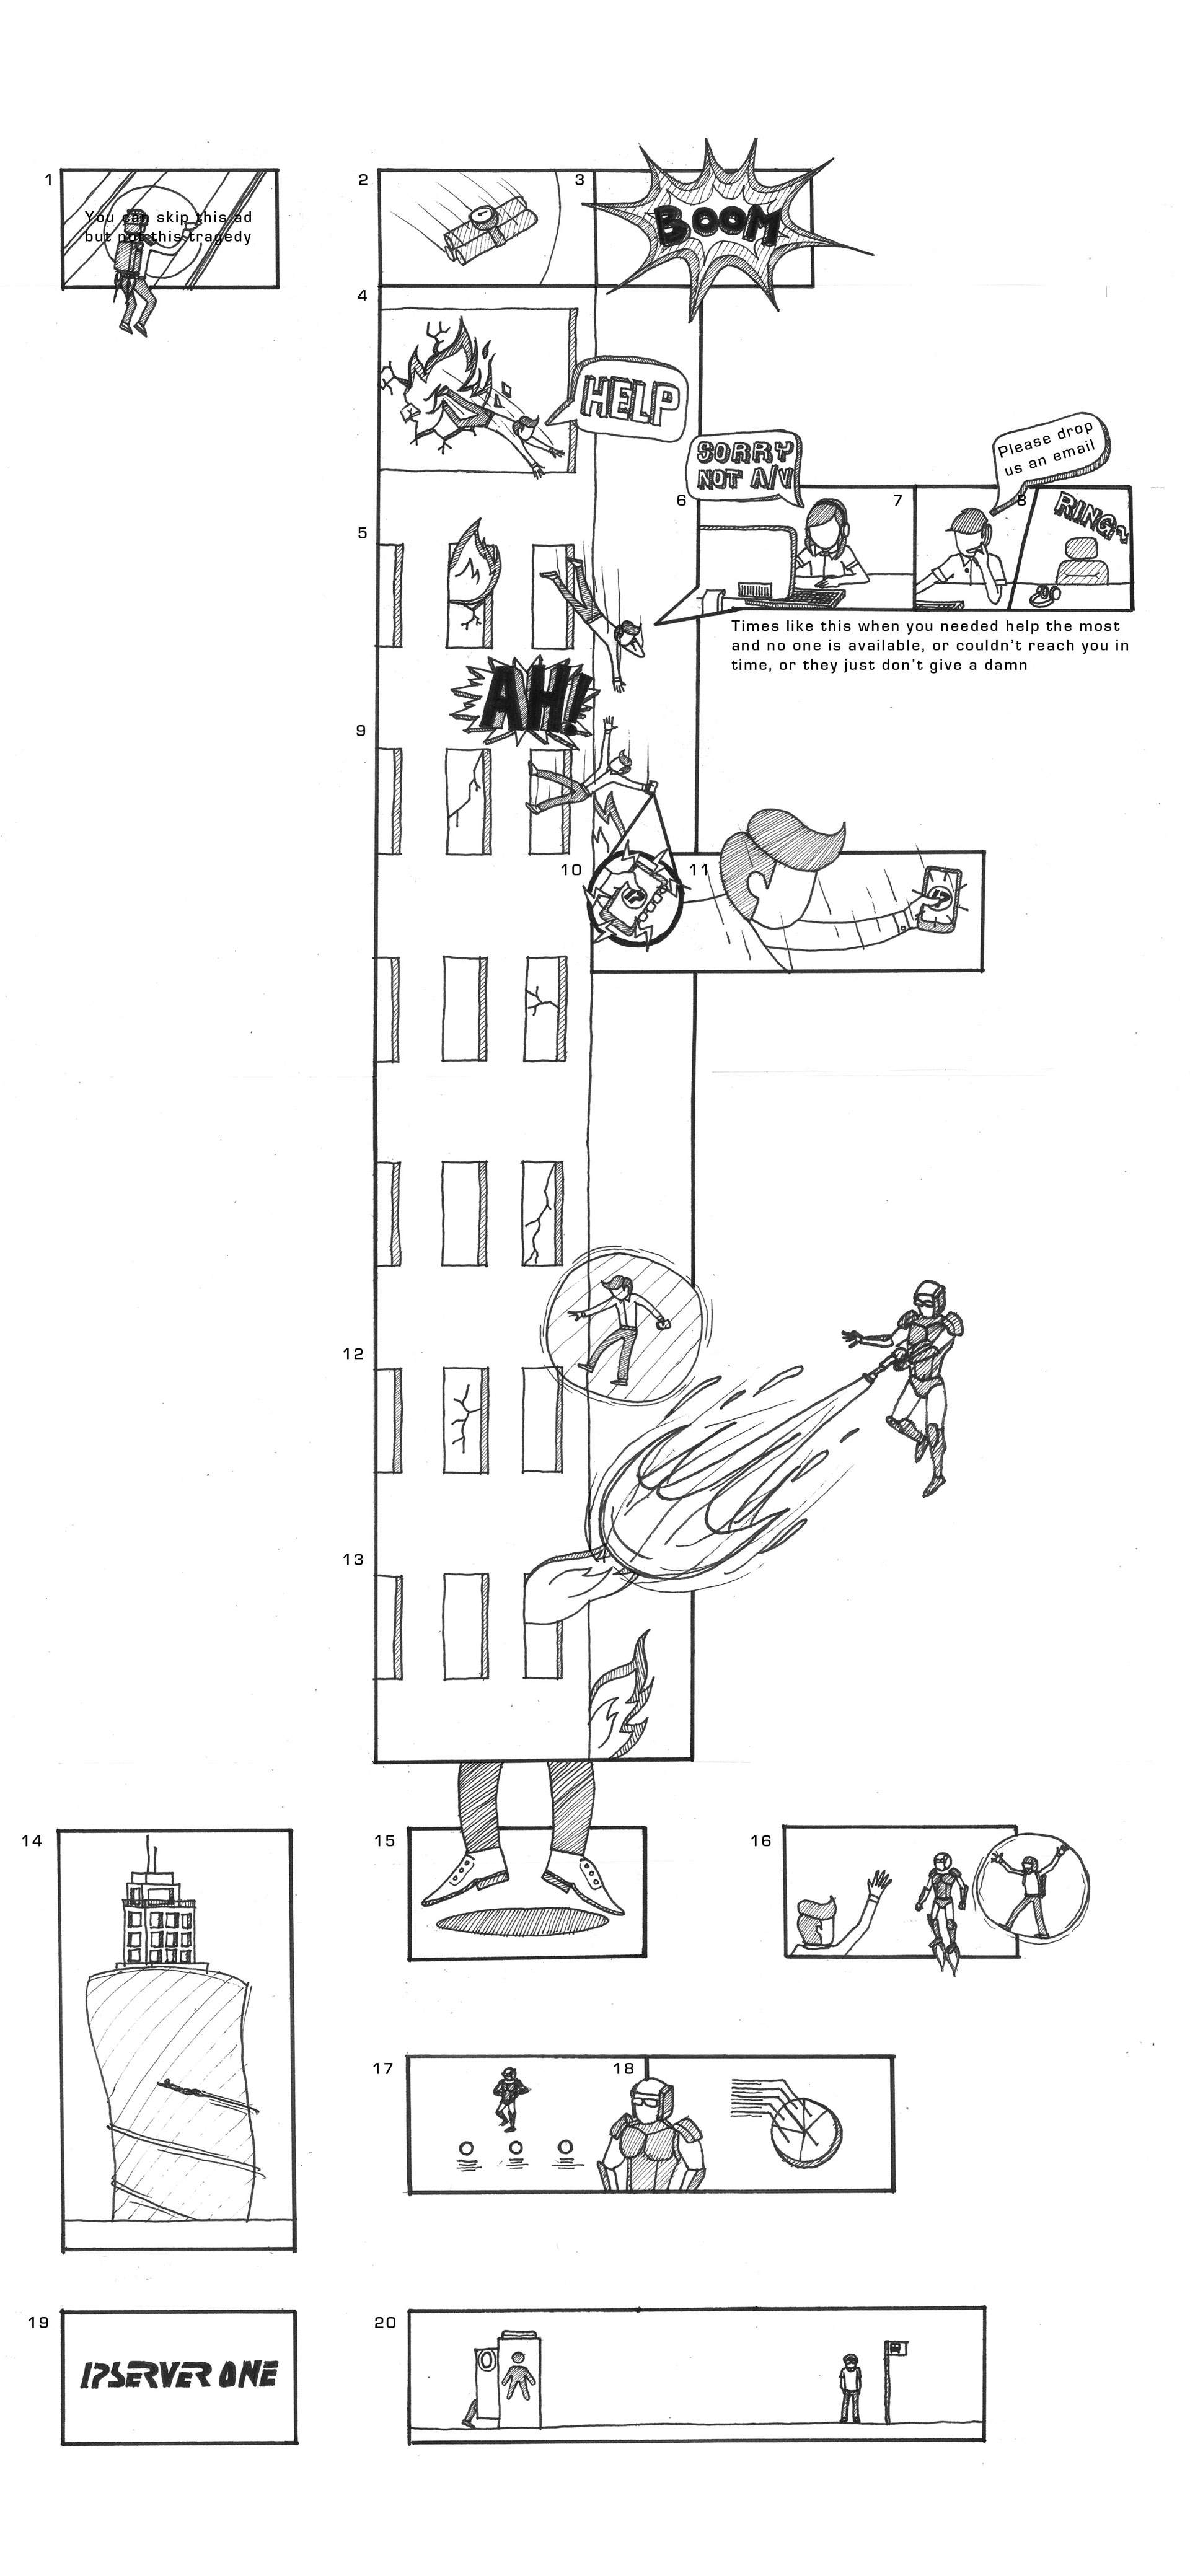 1
You can skip this ad
but not this tragedy
2
3
BOOM
4
HELP
5
6
SORRY
NOT A/V
7
Please drop
us an email
8
RING~
Times like this when you needed help the most
and no one is available, or couldn't reach you in
time, or they just don't give a damn
AH!
9
10
11
12
13
14
15
16
17
18
19
IPSERVER ONE
20